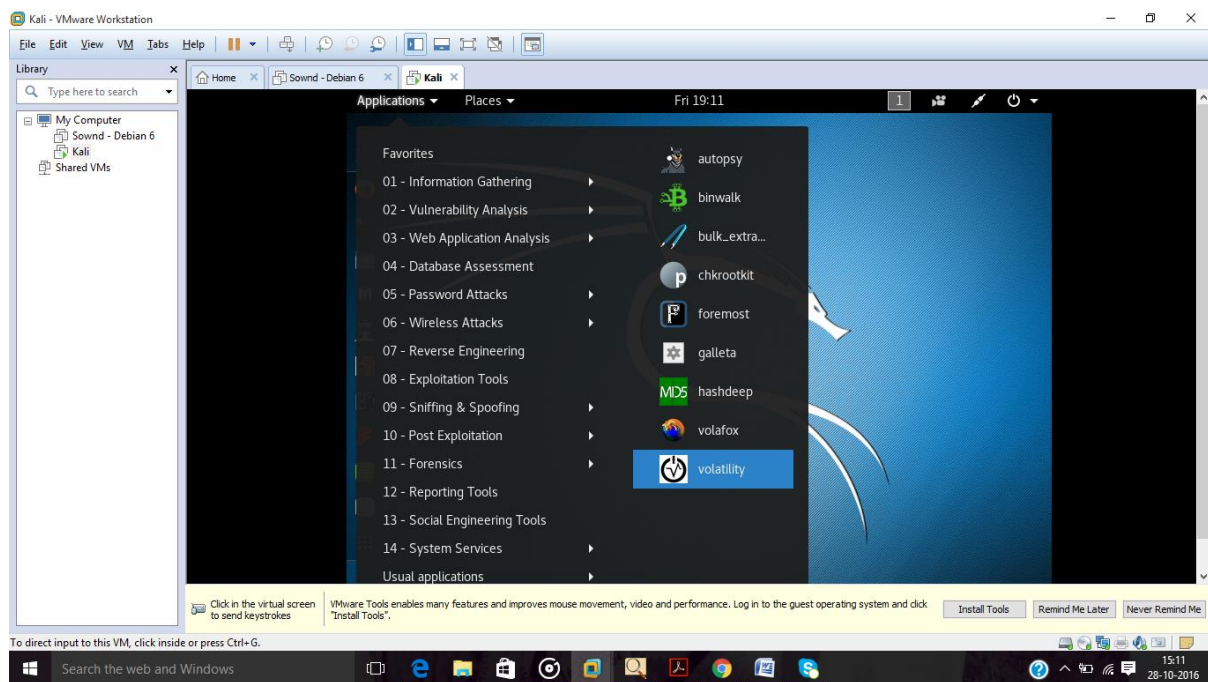 Kali - VMware Workstation
File Edit View VM Tabs Help
Library
Type here to search
My Computer
Sownd - Debian 6
Kali
Shared VMs
Home
Sownd - Debian 6
Kali
Applications Places
Fri 19:11
1
Favorites
01 - Information Gathering
02 - Vulnerability Analysis
03 - Web Application Analysis
04 - Database Assessment
05 - Password Attacks
06 - Wireless Attacks
07 - Reverse Engineering
08 - Exploitation Tools
09 - Sniffing & Spoofing
10 - Post Exploitation
11 - Forensics
12 - Reporting Tools
13 - Social Engineering Tools
14 - System Services
Usual applications
autopsy
binwalk
bulk_extra...
chkrootkit
foremost
galleta
MD5 hashdeep
volafox
volatility
Click in the virtual screen
to send keystrokes
VMware Tools enables many features and improves mouse movement, video and performance. Log in to the guest operating system and click
"Install Tools".
Install Tools
Remind Me Later
Never Remind Me
To direct input to this VM, click inside or press Ctrl+G.
Search the web and Windows
15:11
28-10-2016